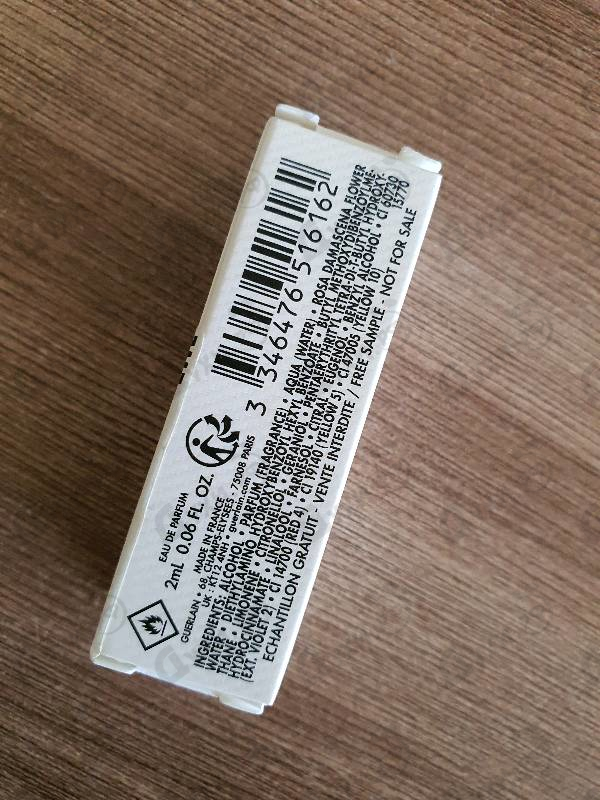 3 346476 516162
EAU DE PARFUM
2mL 0.06 FL. OZ.
MADE IN FRANCE
GUERLAIN • 68, CHAMPS-ELYSEES - 75008 PARIS
UK : KT12 4NH • guerlain.com
INGREDIENTS: ALCOHOL • PARFUM (FRAGRANCE) • AQUA (WATER) • ROSA DAMASCENA FLOWER
WATER • DIETHYLAMINO HYDROXYBENZOYL HEXYL BENZOATE • BUTYL METHOXYDIBENZOYLME-
THANE • LIMONENE • CITRONELLOL • GERANIOL • PENTAERYTHRITYL TETRA-DI-T-BUTYL HYDROXY-
HYDROCINNAMATE • LINALOOL • FARNESOL • CITRAL • EUGENOL • BENZYL ALCOHOL • CI 60730
(EXT. VIOLET 2) • CI 14700 (RED 4) • CI 19140 (YELLOW 5) • CI 47005 (YELLOW 10)
15770
ECHANTILLON GRATUIT - VENTE INTERDITE / FREE SAMPLE - NOT FOR SALE